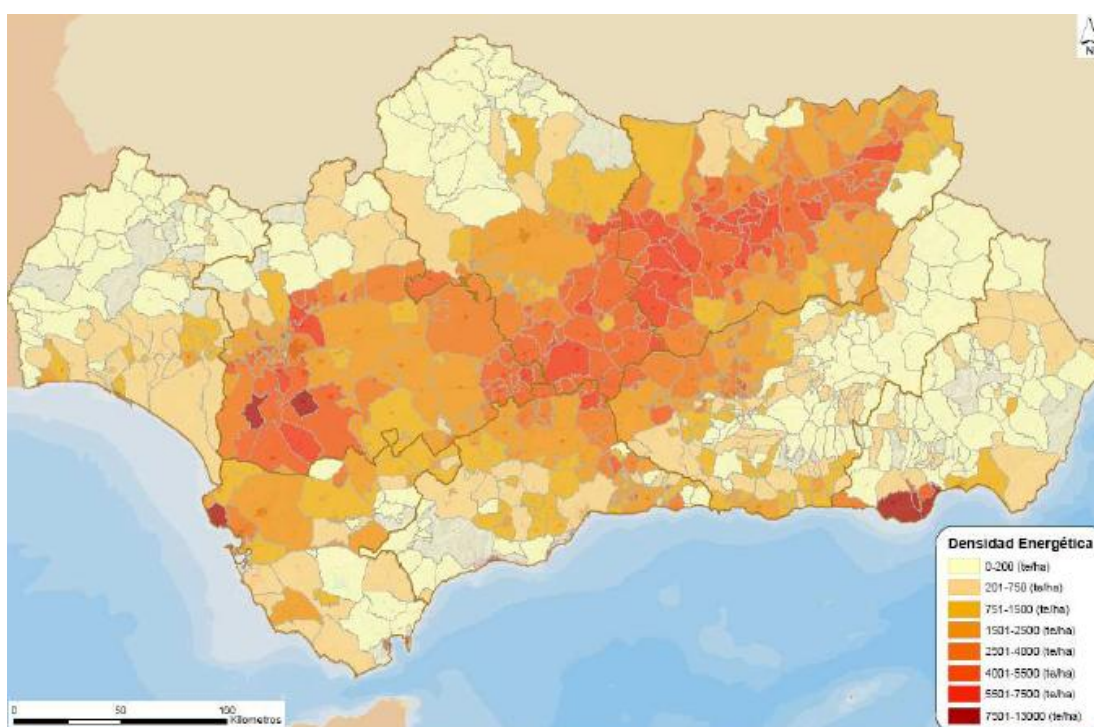 N
Densidad Energética
0-200 (te/ha)
201-750 (te/ha)
751-1500 (te/ha)
1501-2500 (te/ha)
2501-4000 (te/ha)
4001-5500 (te/ha)
5501-7500 (te/ha)
7501-13000 (te/ha)
0 50 100
Kilometros